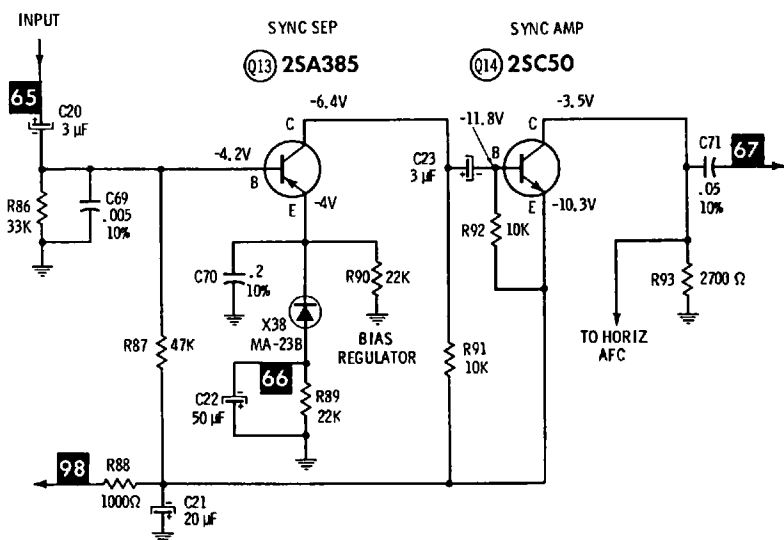 INPUT
SYNC SEP
Q13 2SA385
SYNC AMP
Q14 2SC50
65
C20
3 µF
-6.4V
C
-4.2V
B
E
-4V
C69
.005
10%
R86
33K
C23
3 µF
+
-
-11.8V
B
C
-3.5V
E
-10.3V
R92
10K
C71
.05
10%
67
C70
.2
10%
R90
22K
X38
MA-23B
BIAS
REGULATOR
R93
2700 Ω
TO HORIZ
AFC
R87
47K
66
C22
50 µF
-
+
R89
22K
R91
10K
98
R88
1000Ω
C21
20 µF
-
+